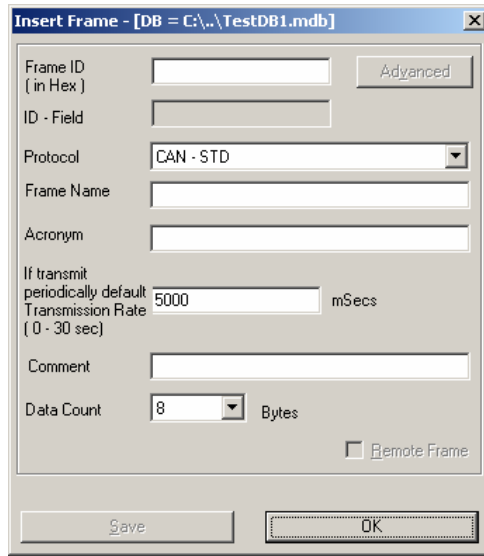 Insert Frame - [DB = C:\..\TestDB1.mdb]
Frame ID
( in Hex )
Advanced
ID - Field
Protocol
CAN - STD
Frame Name
Acronym
If transmit
periodically default
Transmission Rate
( 0 - 30 sec)
5000
mSecs
Comment
Data Count
8
Bytes
Remote Frame
Save
OK